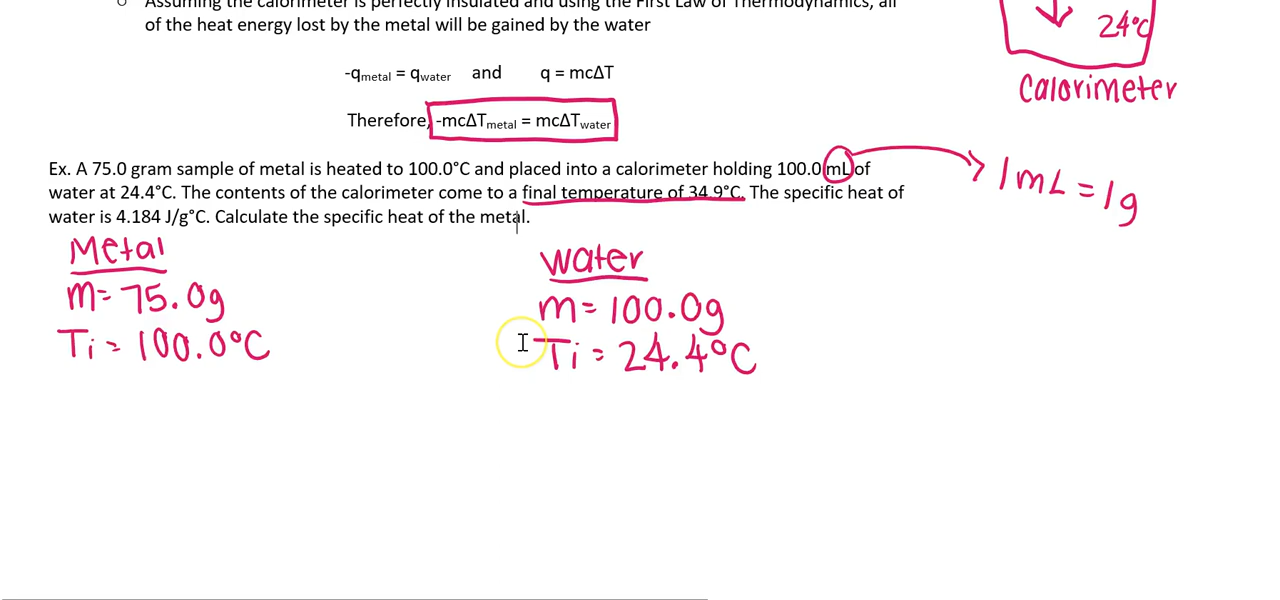 Assuming the calorimeter is perfectly insulated and using the First Law of Thermodynamics, all
of the heat energy lost by the metal will be gained by the water
24°C
Calorimeter
-qmetal = qwater and q = mcΔT
Therefore, -mcΔTmetal = mcΔTwater
Ex. A 75.0 gram sample of metal is heated to 100.0°C and placed into a calorimeter holding 100.0 mL of
water at 24.4°C. The contents of the calorimeter come to a final temperature of 34.9°C. The specific heat of
water is 4.184 J/g°C. Calculate the specific heat of the metal.
1mL = 1g
Metal
m= 75.0g
Ti = 100.0°C
Water
m= 100.0g
Ti = 24.4°C